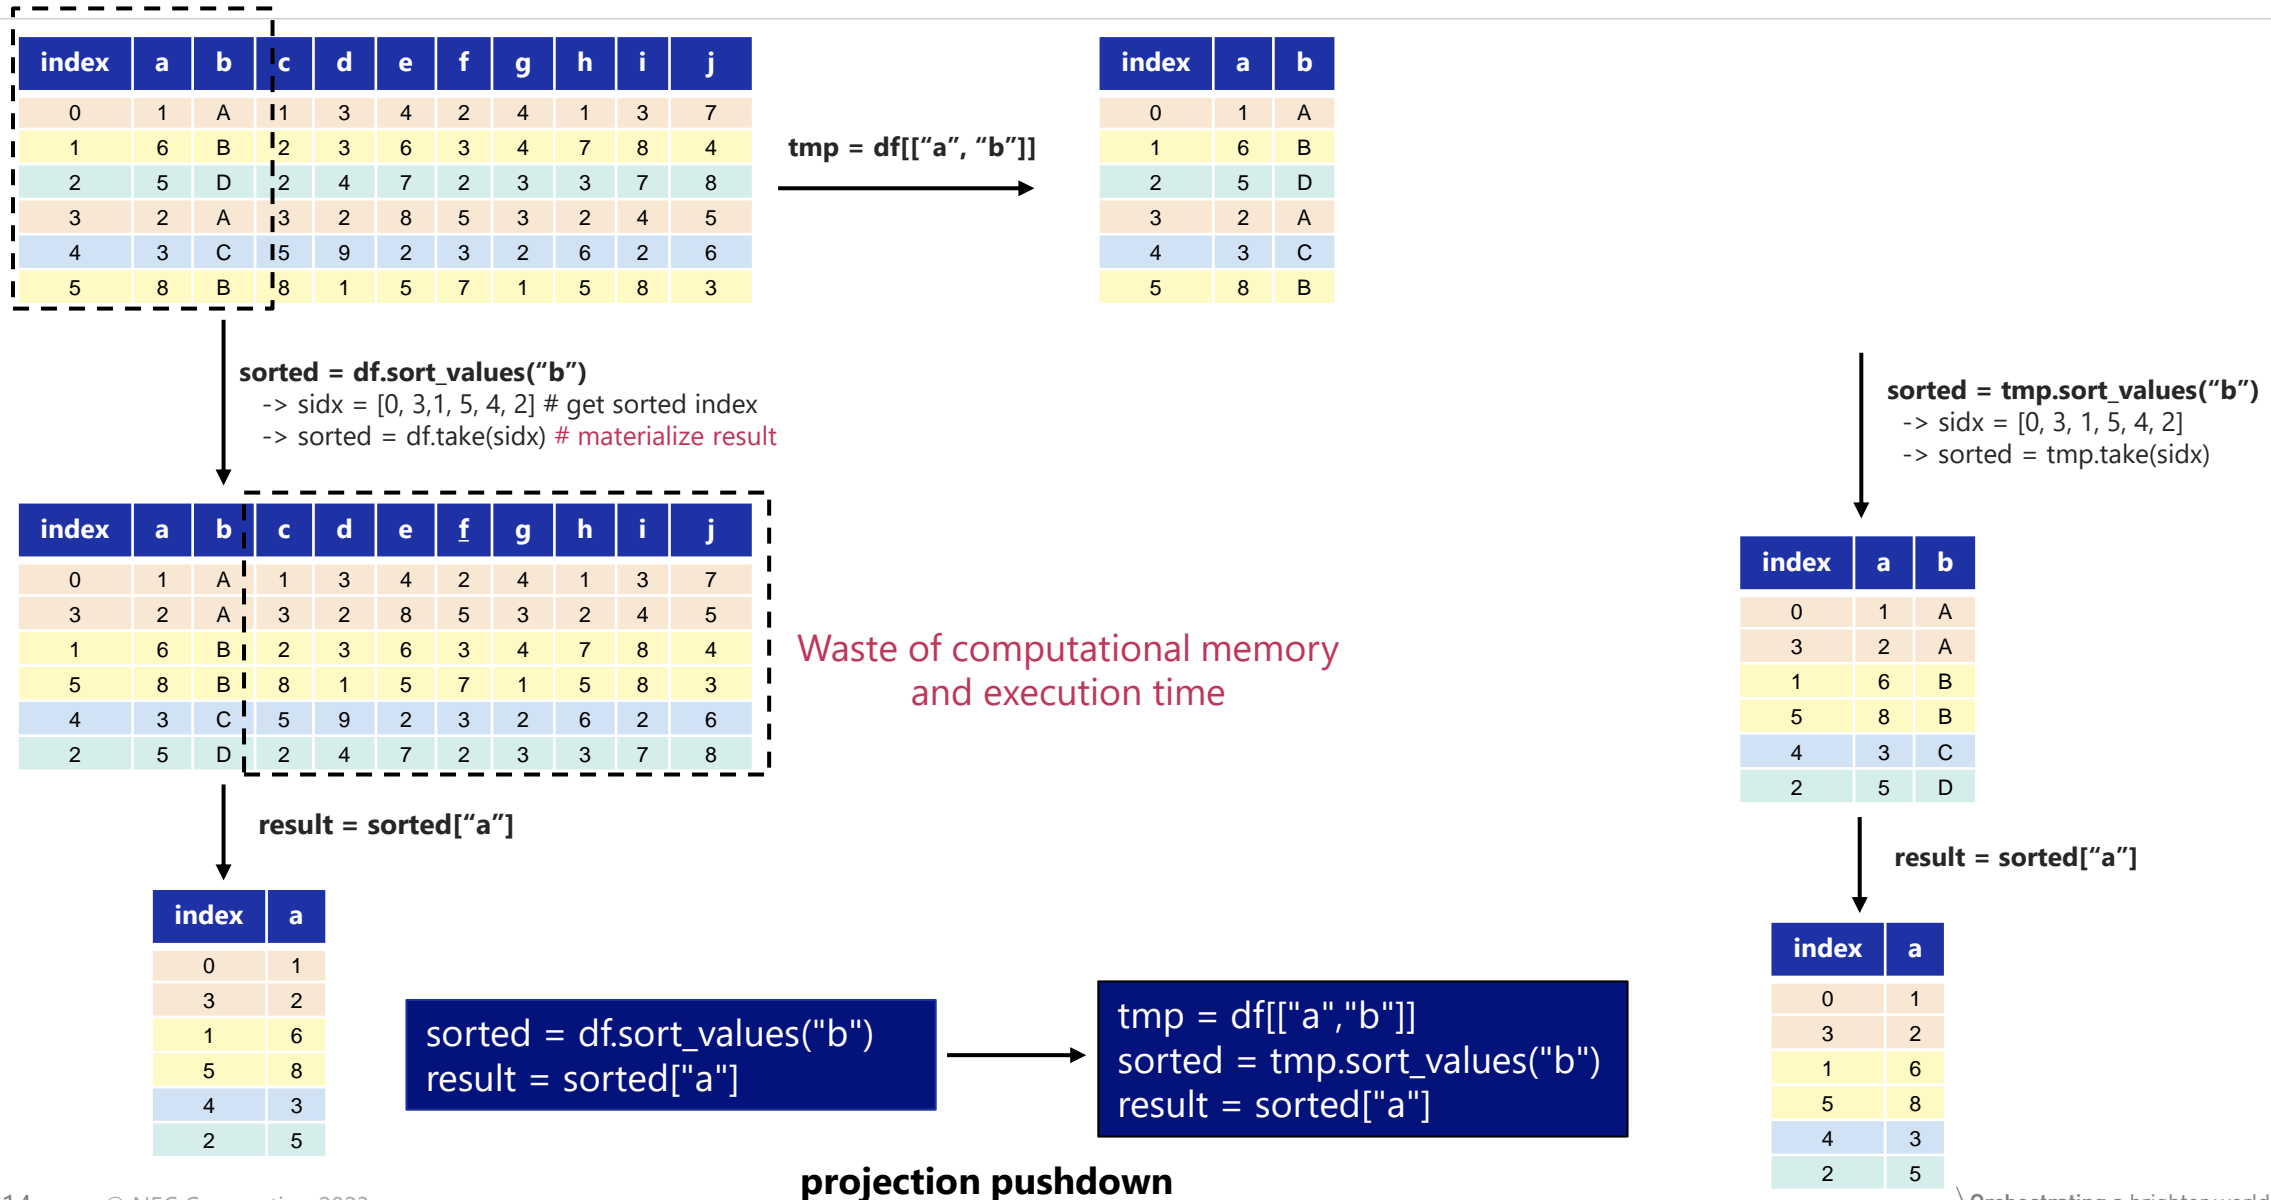 index a b c d e f g h i j
0 1 A 1 3 4 2 4 1 3 7
1 6 B 2 3 6 3 4 7 8 4
2 5 D 2 4 7 2 3 3 7 8
3 2 A 3 2 8 5 3 2 4 5
4 3 C 5 9 2 3 2 6 2 6
5 8 B 8 1 5 7 1 5 8 3
tmp = df[[“a”, “b”]]
index a b
0 1 A
1 6 B
2 5 D
3 2 A
4 3 C
5 8 B
sorted = df.sort_values(“b”)
-> sidx = [0, 3,1, 5, 4, 2] # get sorted index
-> sorted = df.take(sidx) # materialize result
sorted = tmp.sort_values(“b”)
-> sidx = [0, 3, 1, 5, 4, 2]
-> sorted = tmp.take(sidx)
index a b c d e f g h i j
0 1 A 1 3 4 2 4 1 3 7
3 2 A 3 2 8 5 3 2 4 5
1 6 B 2 3 6 3 4 7 8 4
5 8 B 8 1 5 7 1 5 8 3
4 3 C 5 9 2 3 2 6 2 6
2 5 D 2 4 7 2 3 3 7 8
Waste of computational memory
and execution time
index a b
0 1 A
3 2 A
1 6 B
5 8 B
4 3 C
2 5 D
result = sorted[“a”]
result = sorted[“a”]
index a
0 1
3 2
1 6
5 8
4 3
2 5
sorted = df.sort_values("b")
result = sorted["a"]
tmp = df[["a","b"]]
sorted = tmp.sort_values("b")
result = sorted["a"]
index a
0 1
3 2
1 6
5 8
4 3
2 5
projection pushdown
14 © NEC Corporation 2023
Orchestrating a brighter world